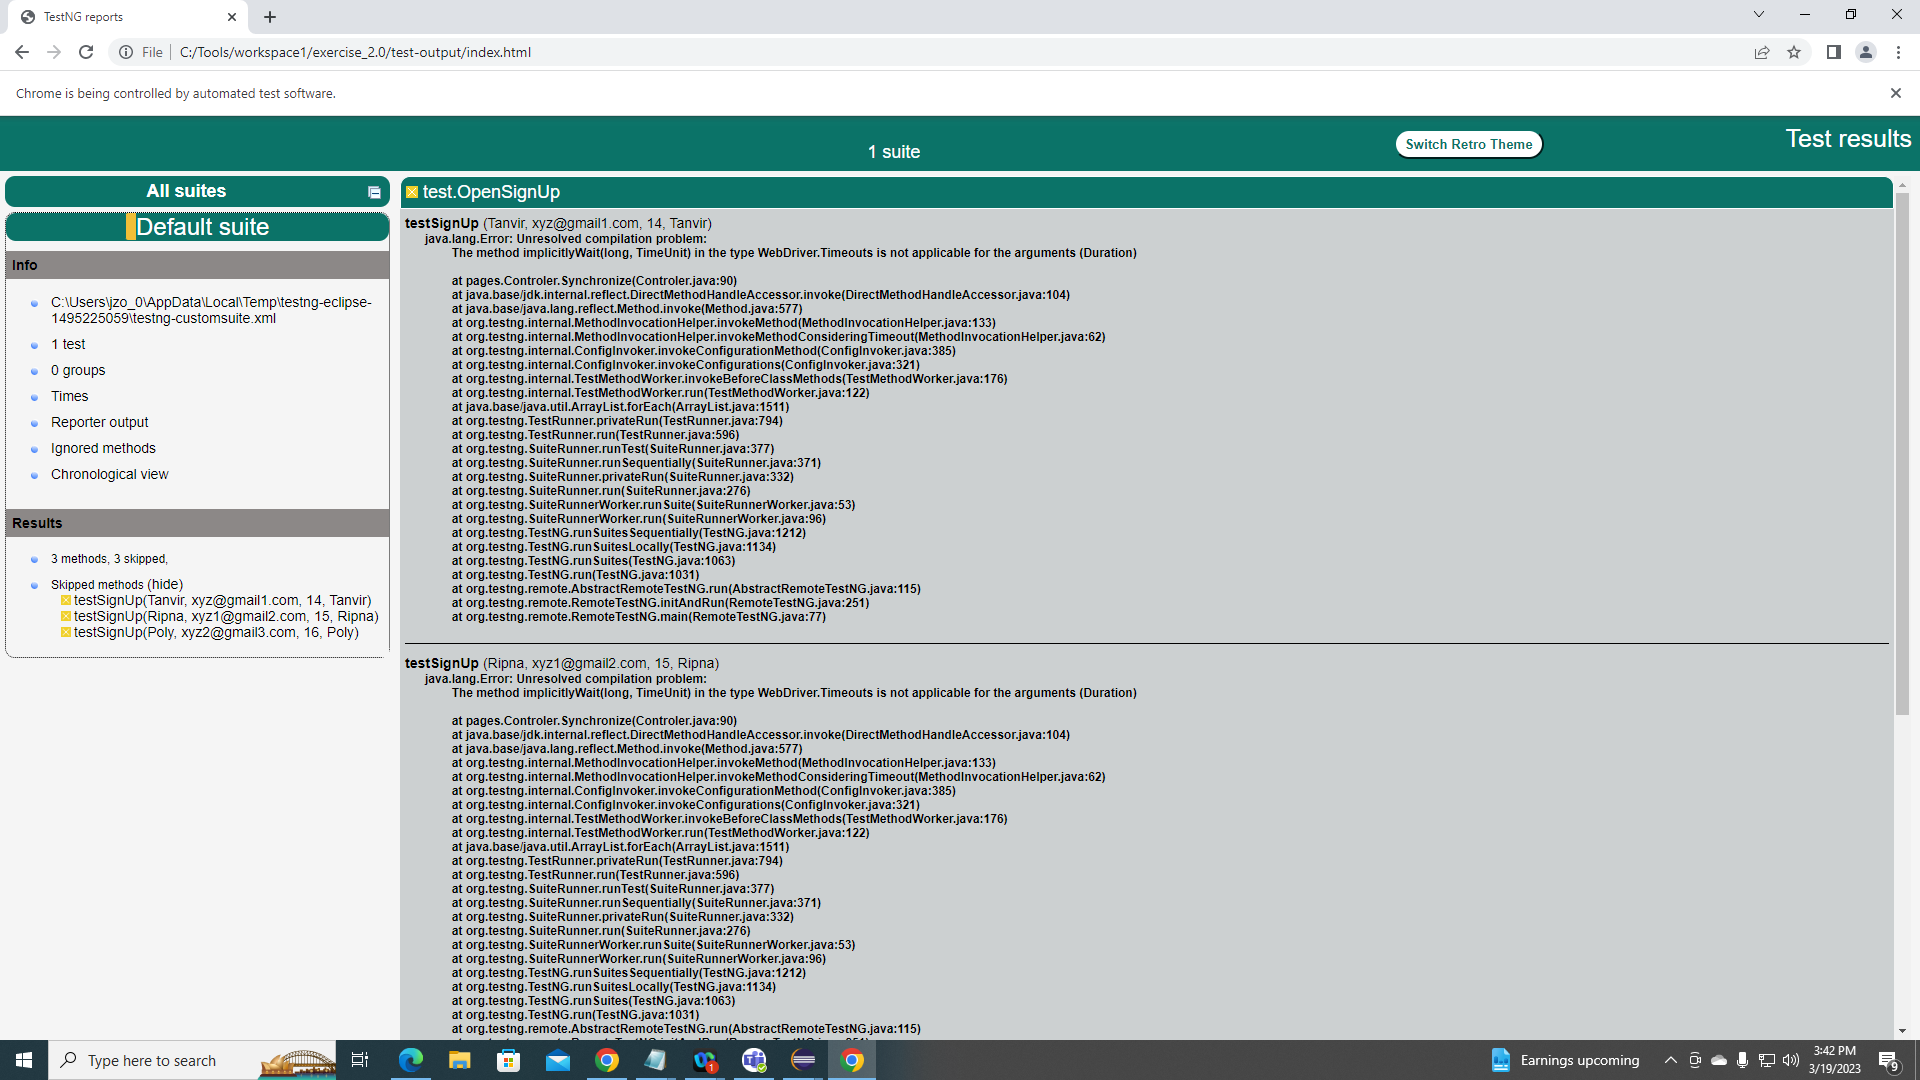 TestNG reports
File
C:/Tools/workspace1/exercise_2.0/test-output/index.html
Chrome is being controlled by automated test software.
1 suite
Switch Retro Theme
Test results
All suites
Default suite
Info
C:\Users\jzo_0\AppData\Local\Temp\testng-eclipse-
1495225059\testng-customsuite.xml
1 test
0 groups
Times
Reporter output
Ignored methods
Chronological view
Results
3 methods, 3 skipped,
Skipped methods (hide)
testSignUp(Tanvir, xyz@gmail1.com, 14, Tanvir)
testSignUp(Ripna, xyz1@gmail2.com, 15, Ripna)
testSignUp(Poly, xyz2@gmail3.com, 16, Poly)
test.OpenSignUp
testSignUp (Tanvir, xyz@gmail1.com, 14, Tanvir)
java.lang.Error: Unresolved compilation problem:
The method implicitlyWait(long, TimeUnit) in the type WebDriver.Timeouts is not applicable for the arguments (Duration)
at pages.Controler.Synchronize(Controler.java:90)
at java.base/jdk.internal.reflect.DirectMethodHandleAccessor.invoke(DirectMethodHandleAccessor.java:104)
at java.base/java.lang.reflect.Method.invoke(Method.java:577)
at org.testng.internal.MethodInvocationHelper.invokeMethod(MethodInvocationHelper.java:133)
at org.testng.internal.MethodInvocationHelper.invokeMethodConsideringTimeout(MethodInvocationHelper.java:62)
at org.testng.internal.ConfigInvoker.invokeConfigurationMethod(ConfigInvoker.java:385)
at org.testng.internal.ConfigInvoker.invokeConfigurations(ConfigInvoker.java:321)
at org.testng.internal.TestMethodWorker.invokeBeforeClassMethods(TestMethodWorker.java:176)
at org.testng.internal.TestMethodWorker.run(TestMethodWorker.java:122)
at java.base/java.util.ArrayList.forEach(ArrayList.java:1511)
at org.testng.TestRunner.privateRun(TestRunner.java:794)
at org.testng.TestRunner.run(TestRunner.java:596)
at org.testng.SuiteRunner.runTest(SuiteRunner.java:377)
at org.testng.SuiteRunner.runSequentially(SuiteRunner.java:371)
at org.testng.SuiteRunner.privateRun(SuiteRunner.java:332)
at org.testng.SuiteRunner.run(SuiteRunner.java:276)
at org.testng.SuiteRunnerWorker.runSuite(SuiteRunnerWorker.java:53)
at org.testng.SuiteRunnerWorker.run(SuiteRunnerWorker.java:96)
at org.testng.TestNG.runSuitesSequentially(TestNG.java:1212)
at org.testng.TestNG.runSuitesLocally(TestNG.java:1134)
at org.testng.TestNG.runSuites(TestNG.java:1063)
at org.testng.TestNG.run(TestNG.java:1031)
at org.testng.remote.AbstractRemoteTestNG.run(AbstractRemoteTestNG.java:115)
at org.testng.remote.RemoteTestNG.initAndRun(RemoteTestNG.java:251)
at org.testng.remote.RemoteTestNG.main(RemoteTestNG.java:77)
testSignUp (Ripna, xyz1@gmail2.com, 15, Ripna)
java.lang.Error: Unresolved compilation problem:
The method implicitlyWait(long, TimeUnit) in the type WebDriver.Timeouts is not applicable for the arguments (Duration)
at pages.Controler.Synchronize(Controler.java:90)
at java.base/jdk.internal.reflect.DirectMethodHandleAccessor.invoke(DirectMethodHandleAccessor.java:104)
at java.base/java.lang.reflect.Method.invoke(Method.java:577)
at org.testng.internal.MethodInvocationHelper.invokeMethod(MethodInvocationHelper.java:133)
at org.testng.internal.MethodInvocationHelper.invokeMethodConsideringTimeout(MethodInvocationHelper.java:62)
at org.testng.internal.ConfigInvoker.invokeConfigurationMethod(ConfigInvoker.java:385)
at org.testng.internal.ConfigInvoker.invokeConfigurations(ConfigInvoker.java:321)
at org.testng.internal.TestMethodWorker.invokeBeforeClassMethods(TestMethodWorker.java:176)
at org.testng.internal.TestMethodWorker.run(TestMethodWorker.java:122)
at java.base/java.util.ArrayList.forEach(ArrayList.java:1511)
at org.testng.TestRunner.privateRun(TestRunner.java:794)
at org.testng.TestRunner.run(TestRunner.java:596)
at org.testng.SuiteRunner.runTest(SuiteRunner.java:377)
at org.testng.SuiteRunner.runSequentially(SuiteRunner.java:371)
at org.testng.SuiteRunner.privateRun(SuiteRunner.java:332)
at org.testng.SuiteRunner.run(SuiteRunner.java:276)
at org.testng.SuiteRunnerWorker.runSuite(SuiteRunnerWorker.java:53)
at org.testng.SuiteRunnerWorker.run(SuiteRunnerWorker.java:96)
at org.testng.TestNG.runSuitesSequentially(TestNG.java:1212)
at org.testng.TestNG.runSuitesLocally(TestNG.java:1134)
at org.testng.TestNG.runSuites(TestNG.java:1063)
at org.testng.TestNG.run(TestNG.java:1031)
at org.testng.remote.AbstractRemoteTestNG.run(AbstractRemoteTestNG.java:115)
Type here to search
1
Earnings upcoming
3:42 PM
3/19/2023
9